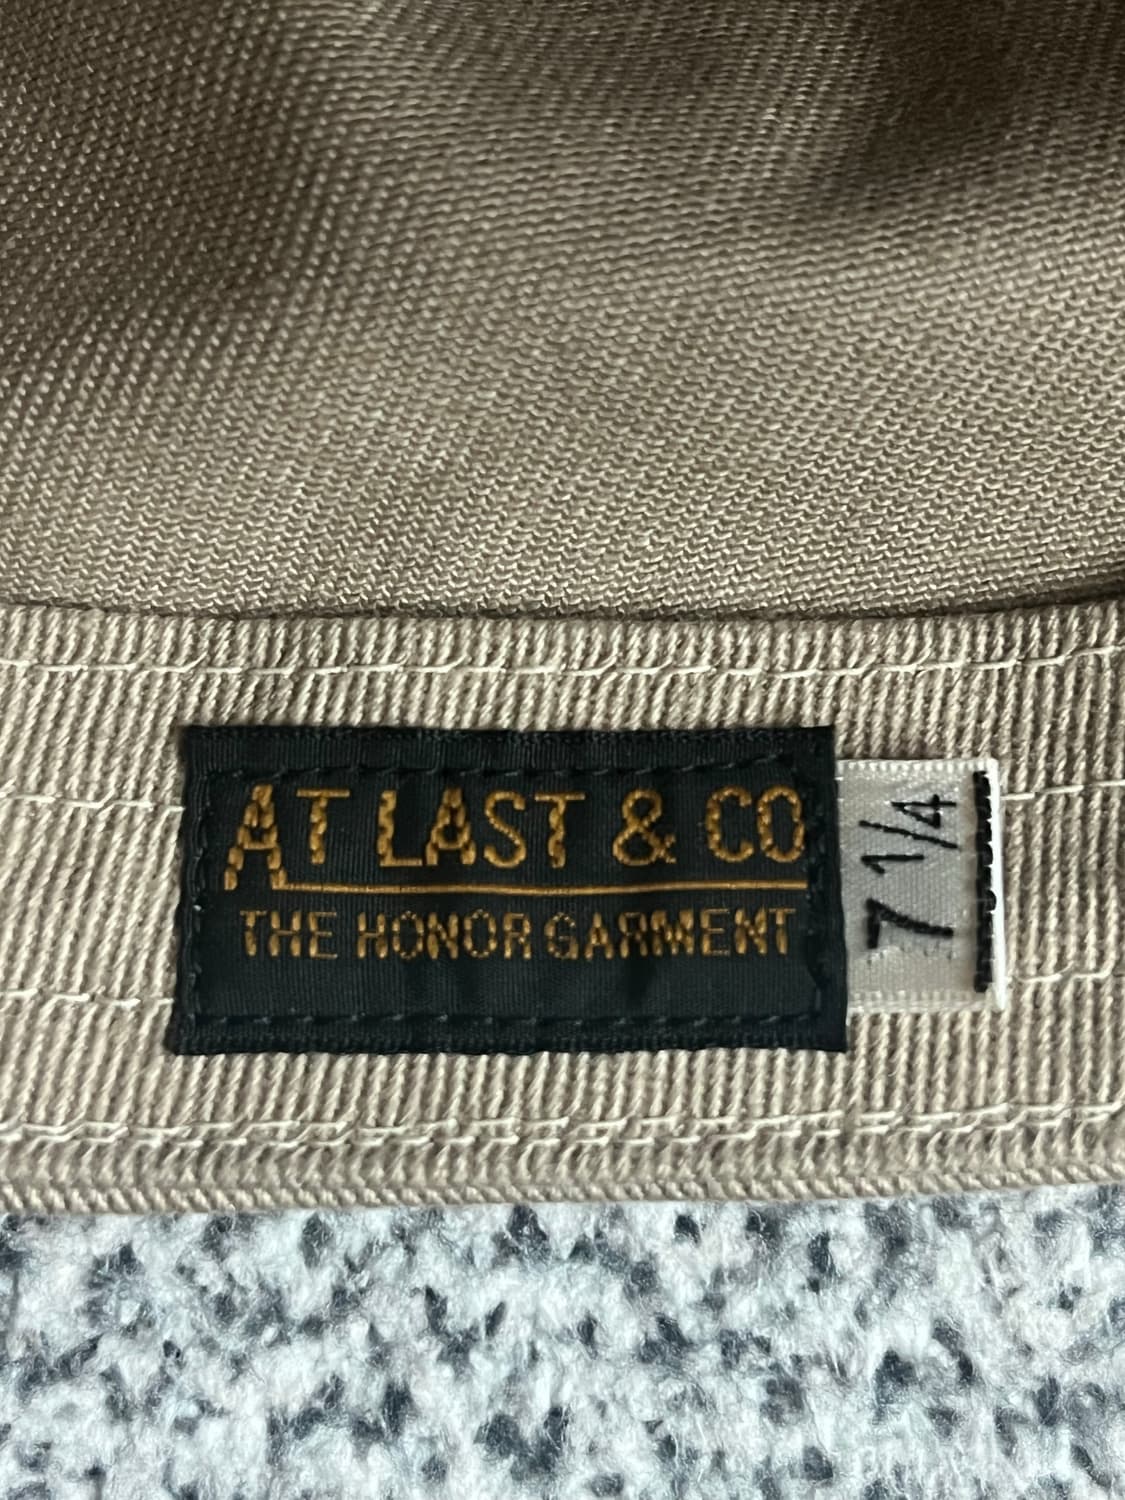 AT LAST & CO
THE HONOR GARMENT
7 1/4